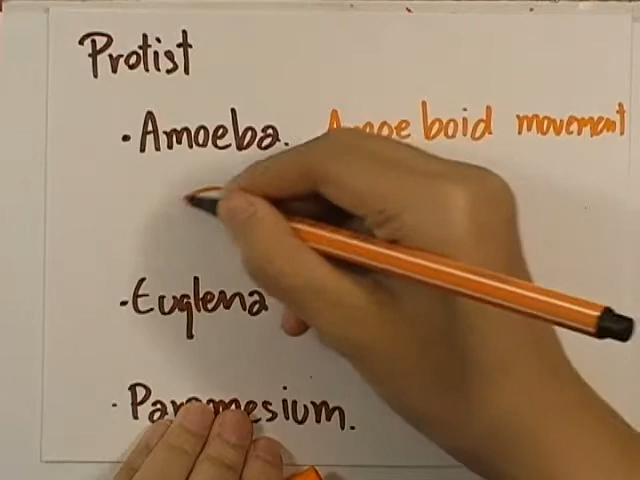 Protist
· Amoeba. Amoeboid movement
· Euglena
· Paramesium.